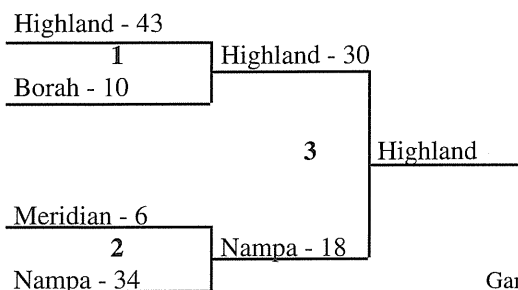 Highland - 43
1
Highland - 30
Borah - 10
3
Highland
Meridian - 6
2
Nampa - 18
Nampa - 34